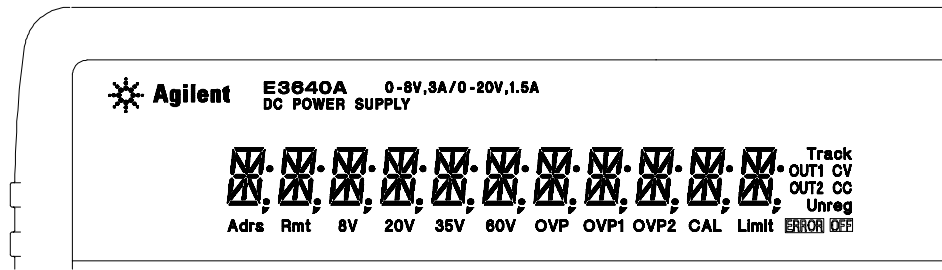 Agilent E3640A 0-8V,3A/0-20V,1.5A
DC POWER SUPPLY
Track
OUT1 CV
OUT2 CC
Unreg
Adrs Rmt 8V 20V 35V 60V OVP OVP1 OVP2 CAL Limit ERROR OFF